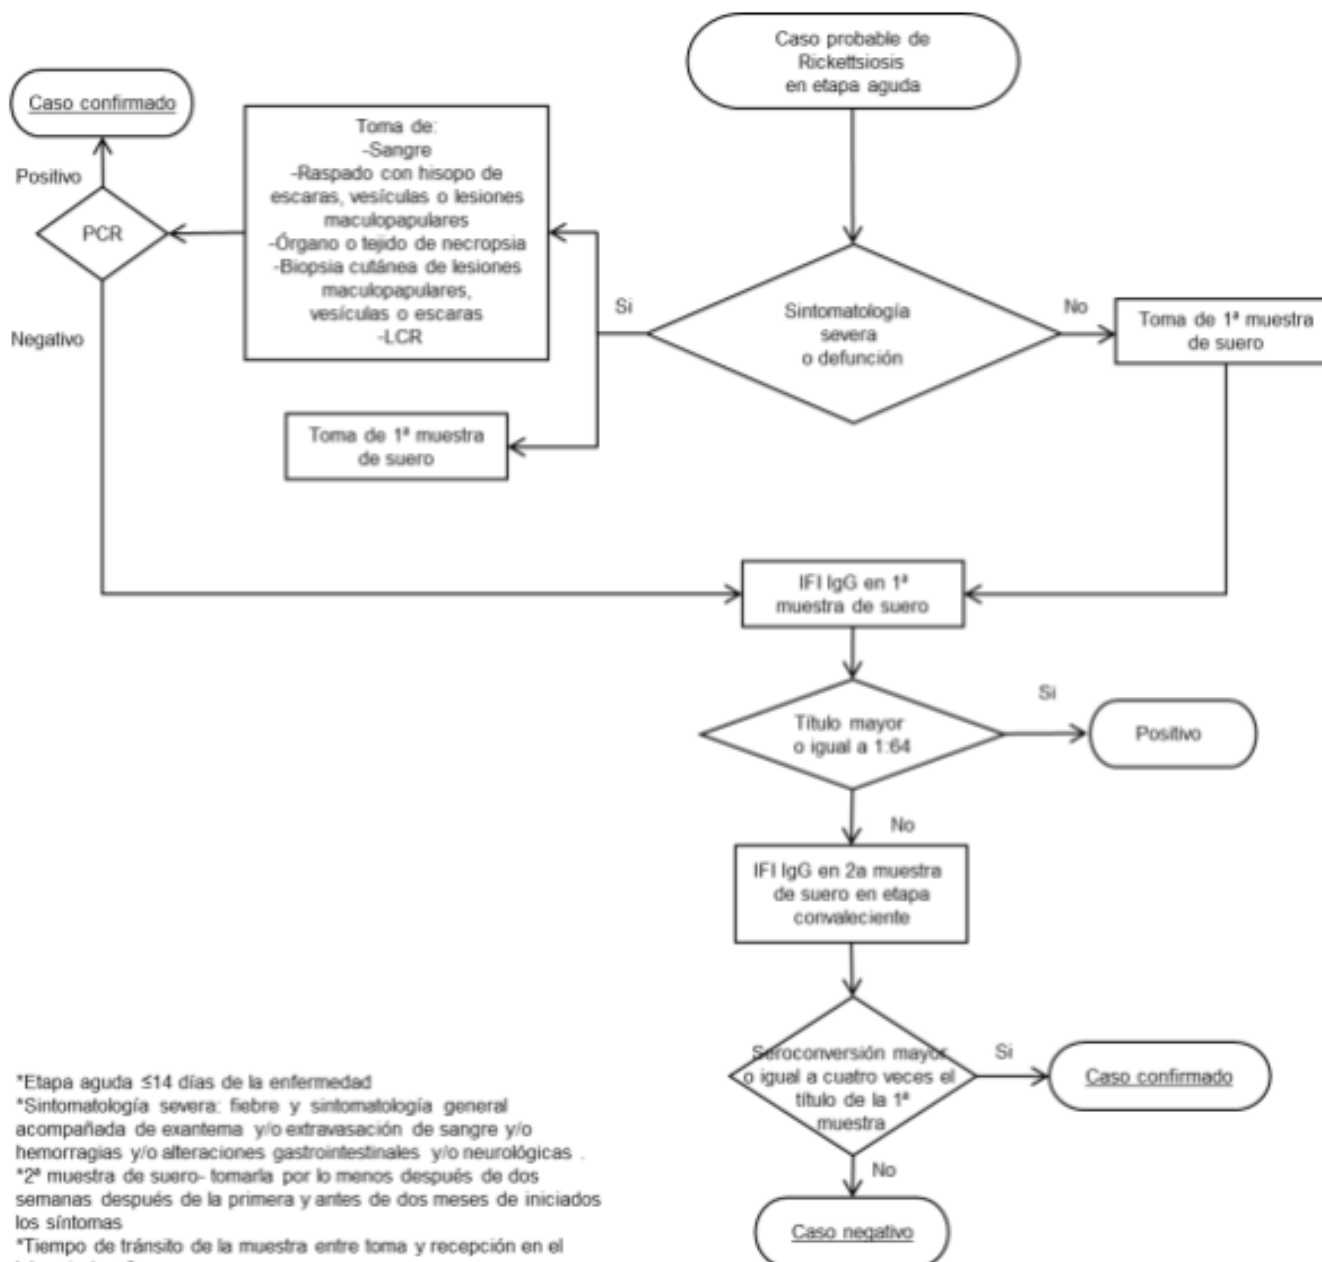 Caso probable de
Rickettsiosis
en etapa aguda
Caso confirmado
Toma de:
-Sangre
-Raspado con hisopo de
escaras, vesículas o lesiones
maculopapulares
-Órgano o tejido de necropsia
-Biopsia cutánea de lesiones
maculopapulares,
vesículas o escaras
-LCR
Positivo
PCR
Negativo
Si
Sintomatología
severa
o defunción
No
Toma de 1ª muestra
de suero
Toma de 1ª muestra
de suero
IFI IgG en 1ª
muestra de suero
Título mayor
o igual a 1:64
Si
Positivo
No
IFI IgG en 2a muestra
de suero en etapa
convaleciente
Seroconversión mayor
o igual a cuatro veces el
título de la 1ª
muestra
Si
Caso confirmado
No
Caso negativo
*Etapa aguda ≤14 días de la enfermedad
*Sintomatología severa: fiebre y sintomatología general
acompañada de exantema y/o extravasación de sangre y/o
hemorragias y/o alteraciones gastrointestinales y/o neurológicas .
*2ª muestra de suero- tomarla por lo menos después de dos
semanas después de la primera y antes de dos meses de iniciados
los síntomas
*Tiempo de tránsito de la muestra entre toma y recepción en el